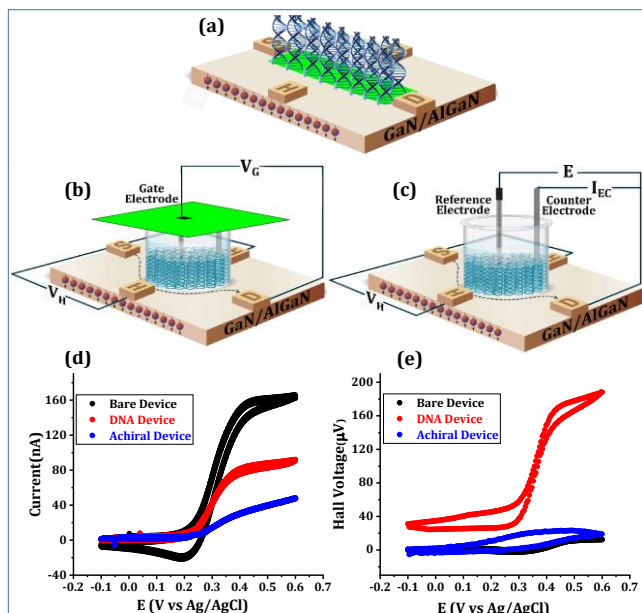 (a)
S
H
D
GaN/AlGaN
(b)
V_G
Gate
Electrode
S
H
H
D
V_H
GaN/AlGaN
(c)
E
I_EC
Reference
Electrode
Counter
Electrode
S
H
H
D
V_H
GaN/AlGaN
(d)
160
120
80
40
0
-40
Current(nA)
Bare Device
DNA Device
Achiral Device
-0.2 -0.1 0.0 0.1 0.2 0.3 0.4 0.5 0.6 0.7
E (V vs Ag/AgCl)
(e)
200
160
120
80
40
0
Hall Voltage(µV)
Bare Device
DNA Device
Achiral Device
-0.2 -0.1 0.0 0.1 0.2 0.3 0.4 0.5 0.6 0.7
E (V vs Ag/AgCl)